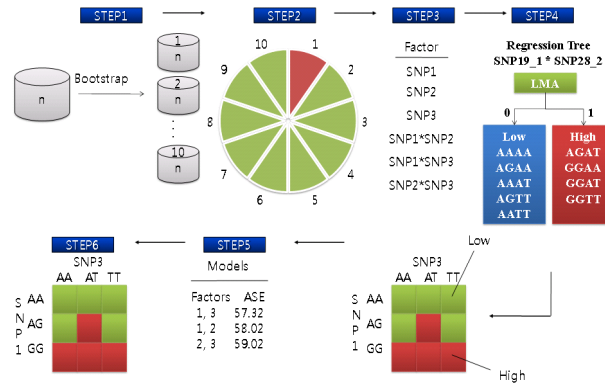 STEP1
STEP2
STEP3
STEP4
n
Bootstrap
1
n
2
n
10
n
10
1
9
2
8
3
7
4
6
5
Factor
SNP1
SNP2
SNP3
SNP1*SNP2
SNP1*SNP3
SNP2*SNP3
Regression Tree
SNP19_1 * SNP28_2
LMA
0
1
Low
AAAA
AGAA
AAAT
AGTT
AATT
High
AGAT
GGAA
GGAT
GGTT
STEP6
STEP5
SNP3
AA AT TT
SNP1
AA
AG
GG
Models
Factors ASE
1, 3 57.32
1, 2 58.02
2, 3 59.02
SNP3
AA AT TT
SNP1
AA
AG
GG
Low
High